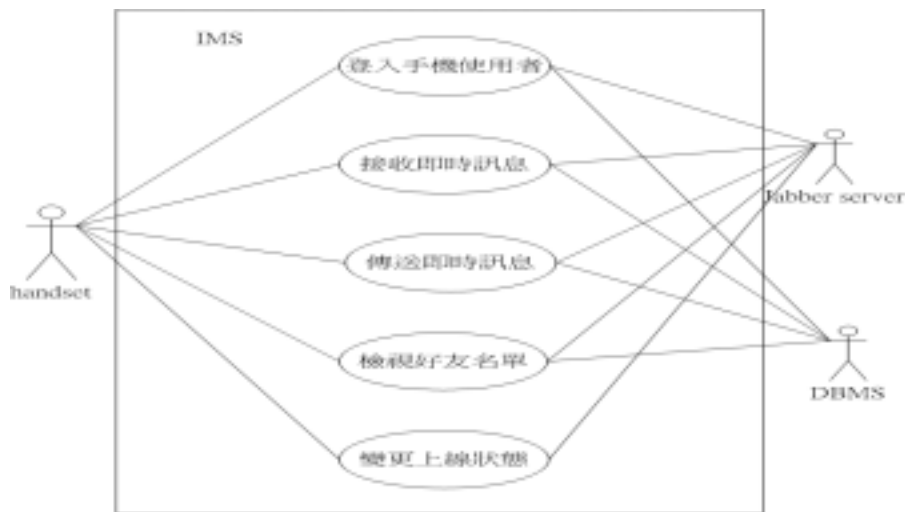 IMS
登入手機使用者
接收即時訊息
傳送即時訊息
檢視好友名單
變更上線狀態
handset
Jabber server
DBMS